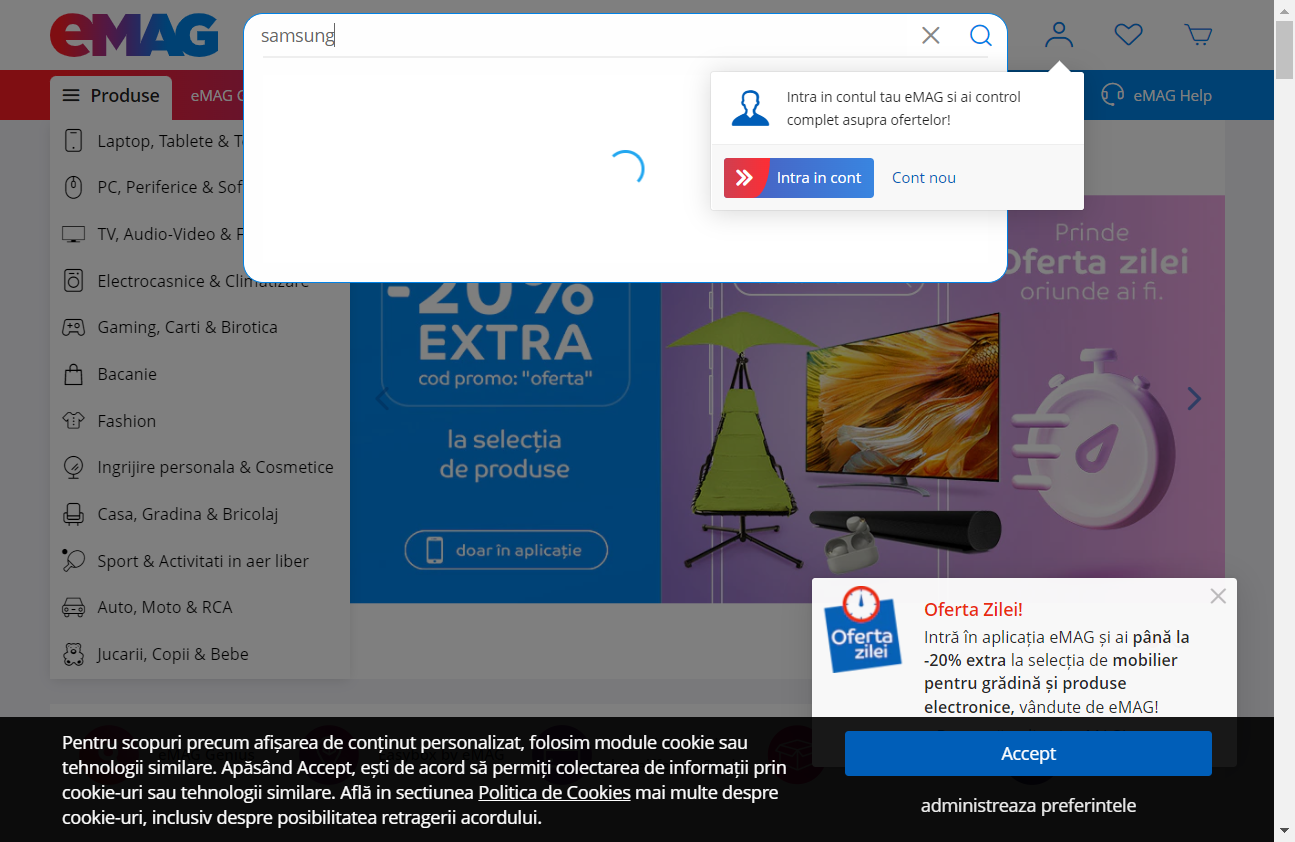 eMAG
samsung
Intra in contul tau eMAG si ai control
complet asupra ofertelor!
Intra in cont
Cont nou
eMAG Help
Produse
eMAG
Laptop, Tablete &
PC, Periferice &
TV, Audio-Video &
Electrocasnice & Climatizare
Gaming, Carti & Birotica
Bacanie
Fashion
Ingrijire personala & Cosmetice
Casa, Gradina & Bricolaj
Sport & Activitati in aer liber
Auto, Moto & RCA
Jucarii, Copii & Bebe
-20%
EXTRA
cod promo: "oferta"
la selecția
de produse
doar în aplicație
Prinde
Oferta zilei
oriunde ai fi.
Oferta
zilei
Oferta Zilei!
Intră în aplicația eMAG și ai până la
-20% extra la selecția de mobilier
pentru grădină și produse
electronice, vândute de eMAG!
Pentru scopuri precum afișarea de conținut personalizat, folosim module cookie sau
tehnologii similare. Apăsând Accept, ești de acord să permiți colectarea de informații prin
cookie-uri sau tehnologii similare. Află in sectiunea Politica de Cookies mai multe despre
cookie-uri, inclusiv despre posibilitatea retragerii acordului.
Accept
administreaza preferintele